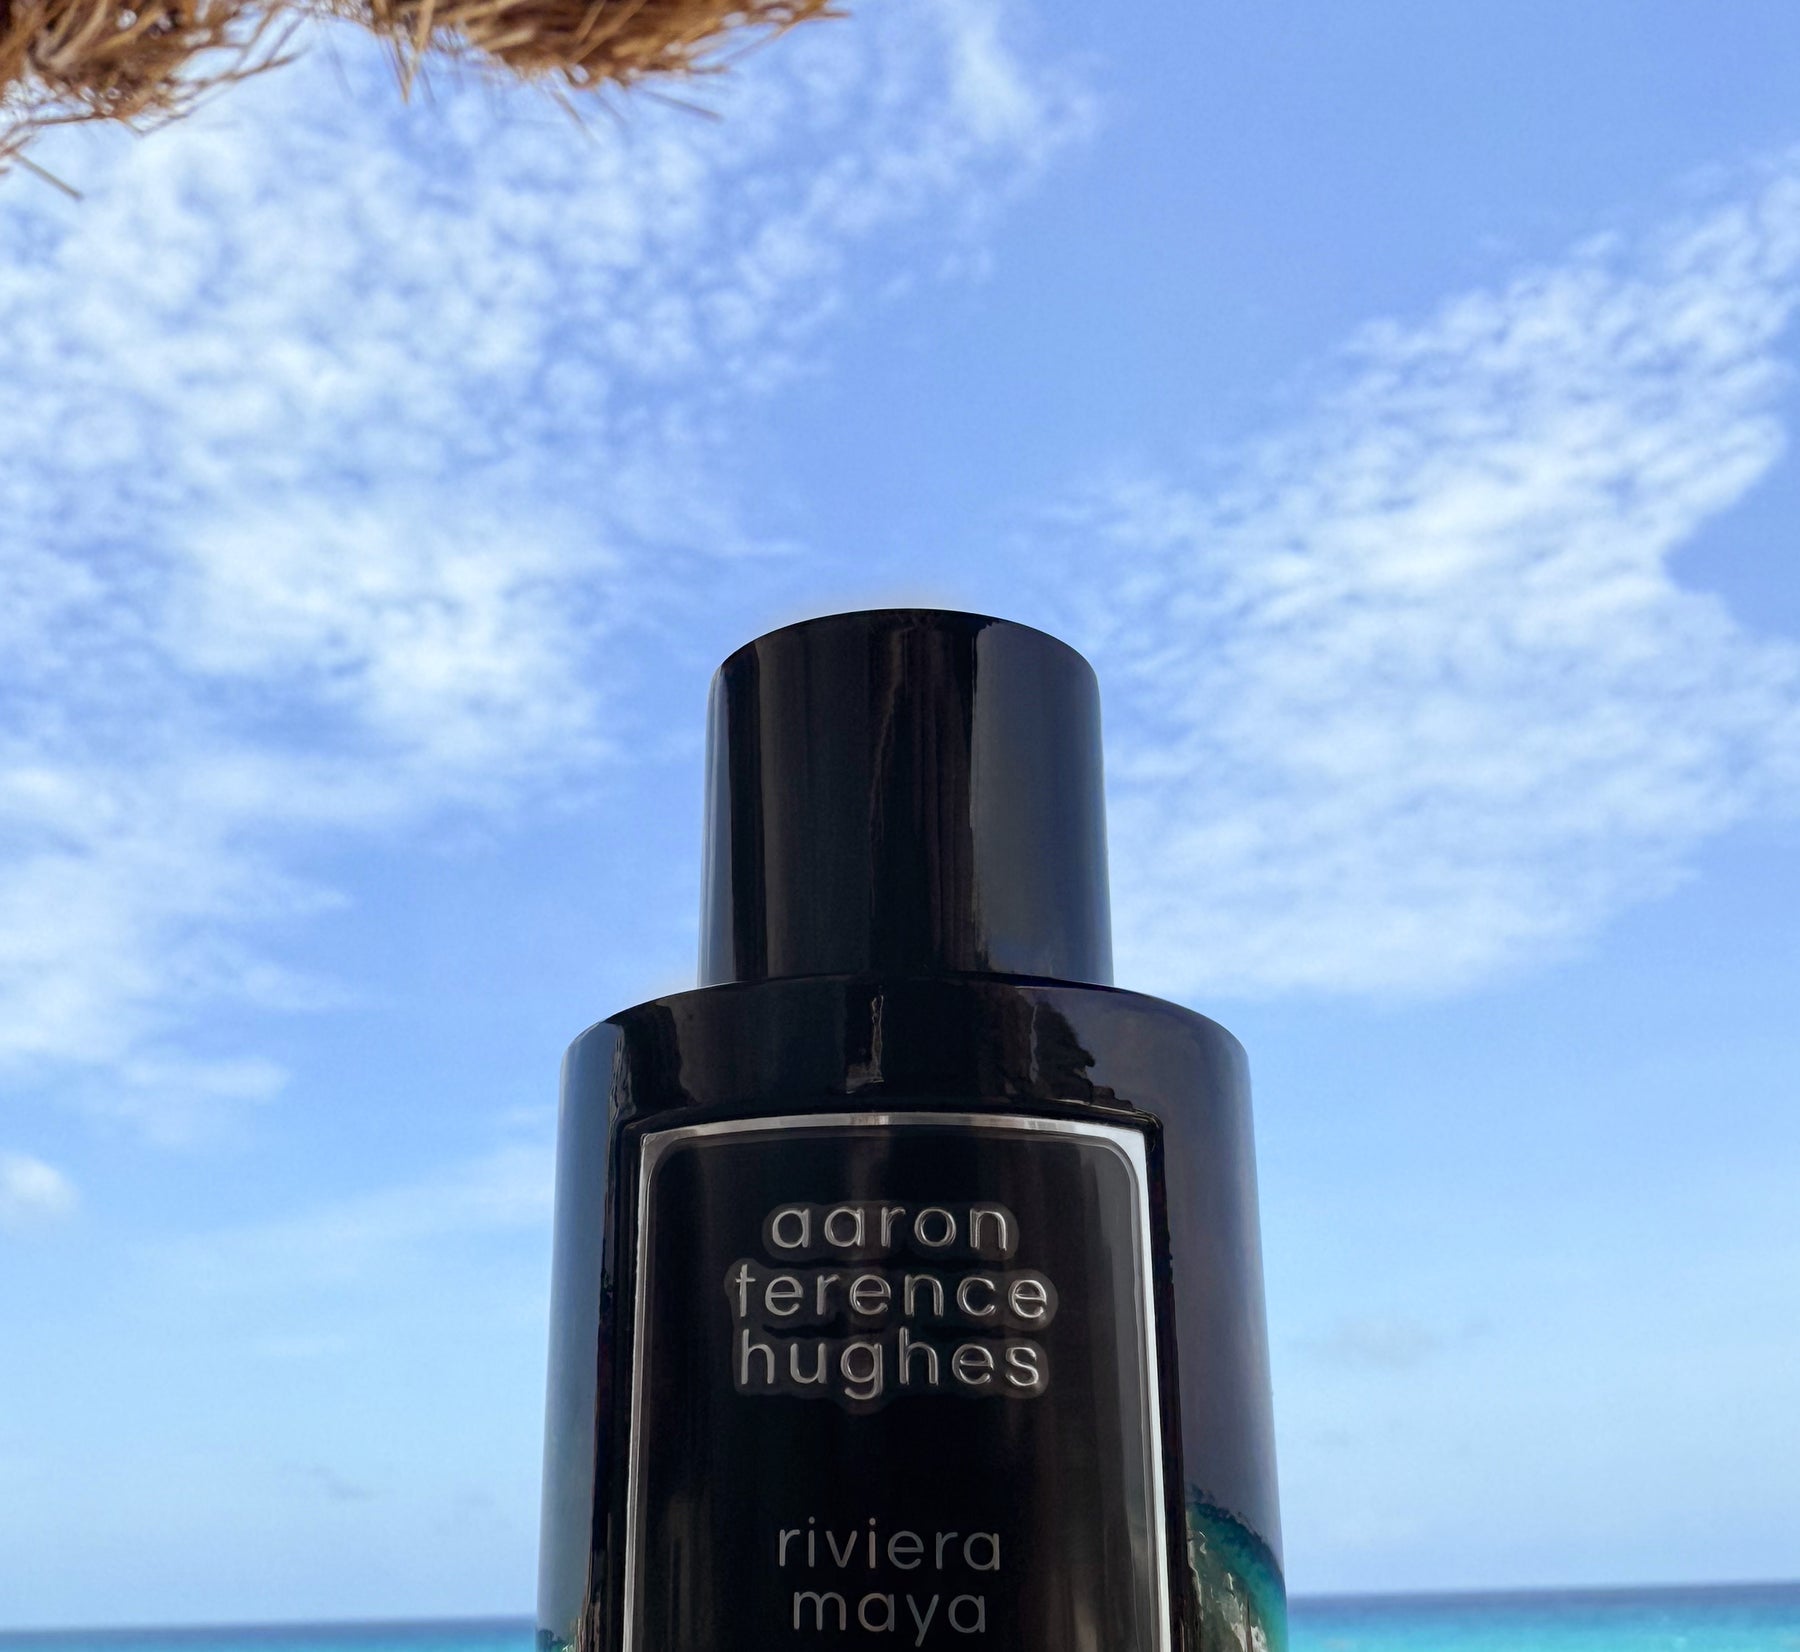 aaron
terence
hughes
riviera
maya